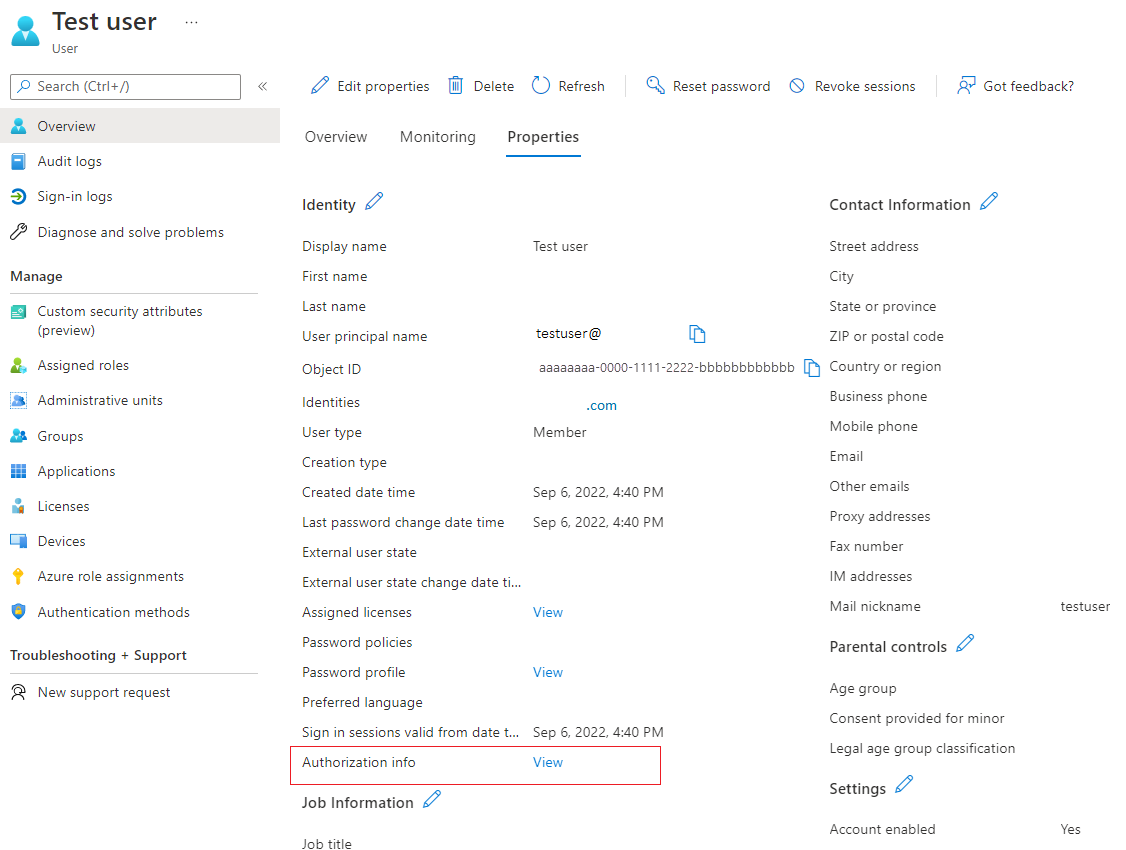 Test user
...
User
Search (Ctrl+/)
«
Overview
Audit logs
Sign-in logs
Diagnose and solve problems
Manage
Custom security attributes
(preview)
Assigned roles
Administrative units
Groups
Applications
Licenses
Devices
Azure role assignments
Authentication methods
Troubleshooting + Support
New support request
Edit properties
Delete
Refresh
Reset password
Revoke sessions
Got feedback?
Overview
Monitoring
Properties
Identity
Display name Test user
First name
Last name
User principal name testuser@
Object ID aaaaaaaa-0000-1111-2222-bbbbbbbbbbbb
Identities .com
User type Member
Creation type
Created date time Sep 6, 2022, 4:40 PM
Last password change date time Sep 6, 2022, 4:40 PM
External user state
External user state change date ti...
Assigned licenses View
Password policies
Password profile View
Preferred language
Sign in sessions valid from date t... Sep 6, 2022, 4:40 PM
Authorization info View
Job Information
Job title
Contact Information
Street address
City
State or province
ZIP or postal code
Country or region
Business phone
Mobile phone
Email
Other emails
Proxy addresses
Fax number
IM addresses
Mail nickname testuser
Parental controls
Age group
Consent provided for minor
Legal age group classification
Settings
Account enabled Yes